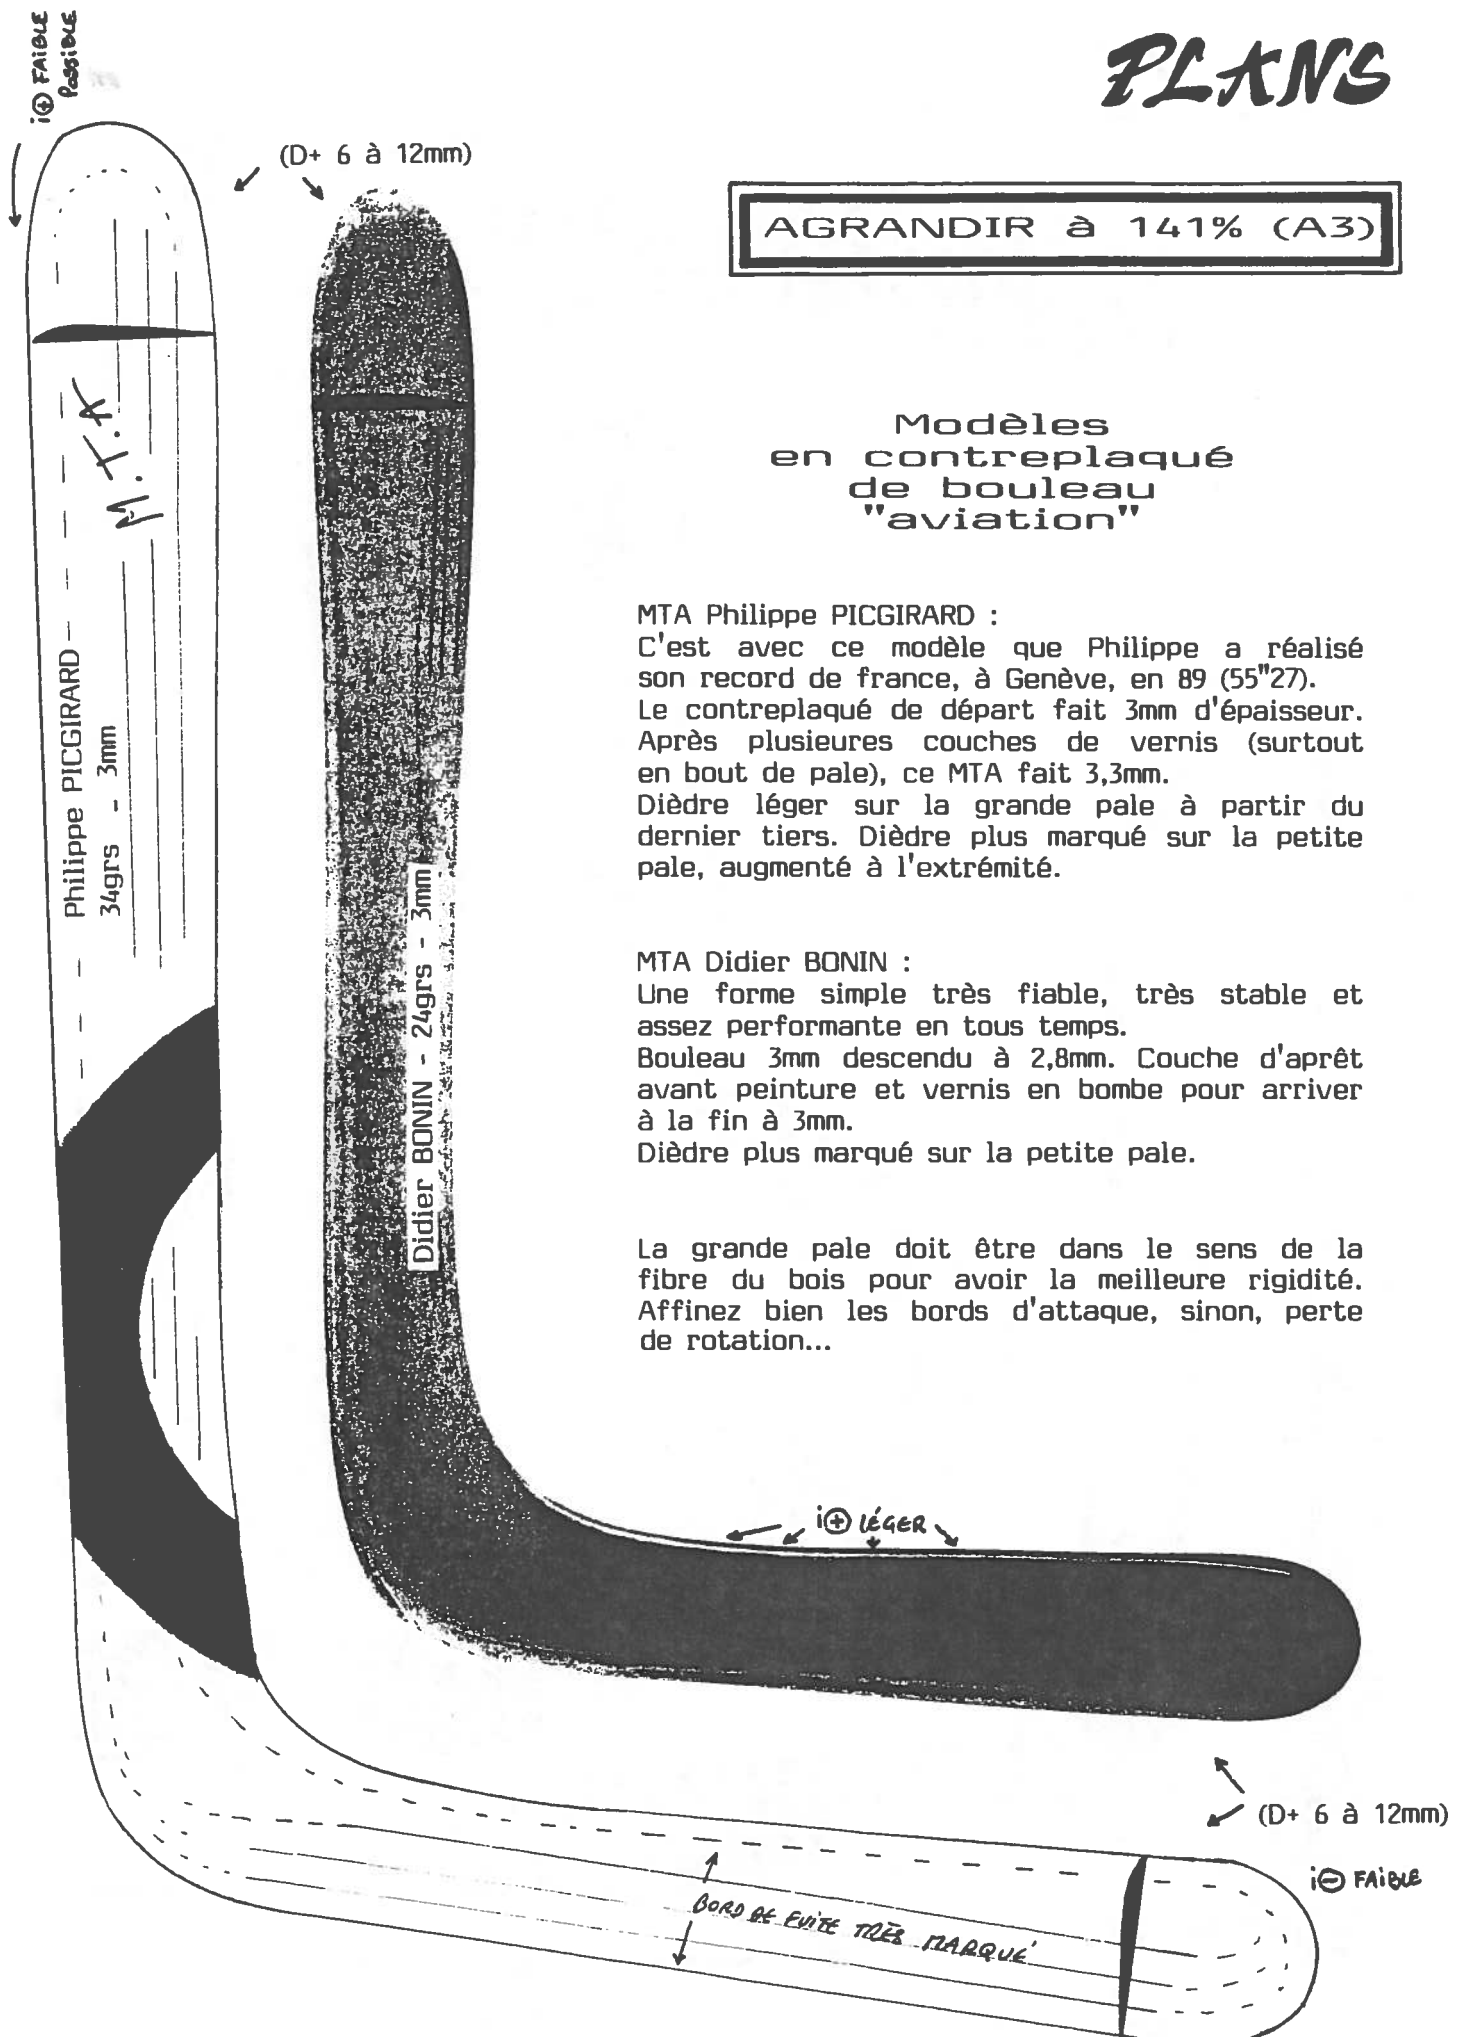 PLANS
i⊕ FAIBLE
Possible
(D+ 6 à 12mm)
AGRANDIR à 141% (A3)
Modèles
en contreplaqué
de bouleau
"aviation"
M.T.A
Philippe PICGIRARD
34grs - 3mm
Didier BONIN - 24grs - 3mm
MTA Philippe PICGIRARD :
C'est avec ce modèle que Philippe a réalisé
son record de france, à Genève, en 89 (55"27).
Le contreplaqué de départ fait 3mm d'épaisseur.
Après plusieures couches de vernis (surtout
en bout de pale), ce MTA fait 3,3mm.
Dièdre léger sur la grande pale à partir du
dernier tiers. Dièdre plus marqué sur la petite
pale, augmenté à l'extrémité.
MTA Didier BONIN :
Une forme simple très fiable, très stable et
assez performante en tous temps.
Bouleau 3mm descendu à 2,8mm. Couche d'aprêt
avant peinture et vernis en bombe pour arriver
à la fin à 3mm.
Dièdre plus marqué sur la petite pale.
La grande pale doit être dans le sens de la
fibre du bois pour avoir la meilleure rigidité.
Affinez bien les bords d'attaque, sinon, perte
de rotation...
i⊕ LÉGER
(D+ 6 à 12mm)
i⊖ FAIBLE
BORD DE FUITE TRÈS MARQUÉ